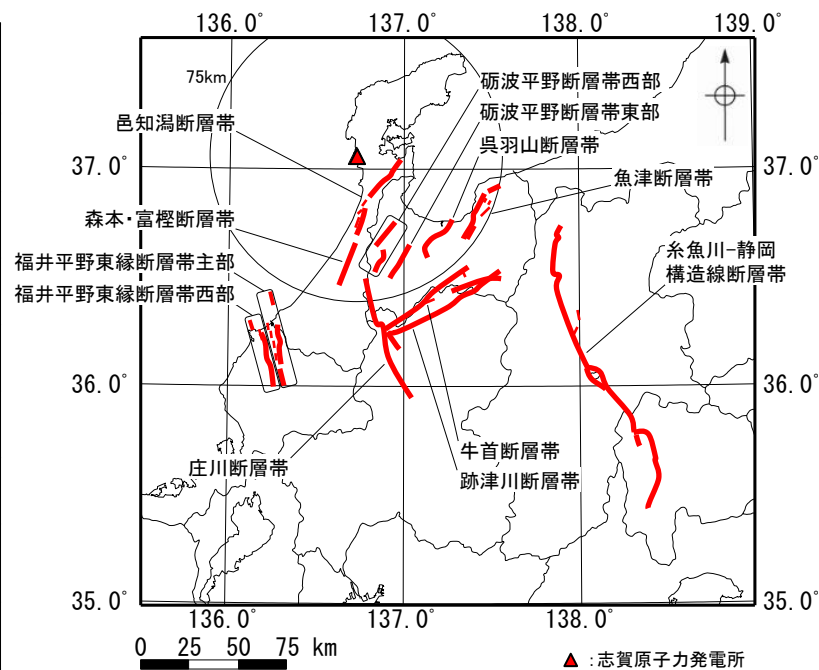 136.0°
137.0°
138.0°
139.0°
75km
砺波平野断層帯西部
砺波平野断層帯東部
呉羽山断層帯
邑知潟断層帯
37.0°
37.0°
魚津断層帯
森本・富樫断層帯
糸魚川-静岡
構造線断層帯
福井平野東縁断層帯主部
福井平野東縁断層帯西部
36.0°
36.0°
牛首断層帯
庄川断層帯
跡津川断層帯
35.0°
35.0°
136.0°
137.0°
138.0°
0 25 50 75 km
:志賀原子力発電所